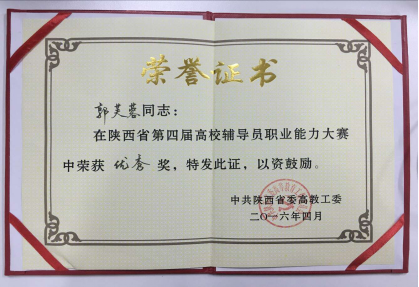 荣誉证书
郭芙蓉同志：
在陕西省第四届高校辅导员职业能力大赛
中荣获 优秀 奖，特发此证，以资鼓励。
中共陕西省委高教工委
二〇一六年四月